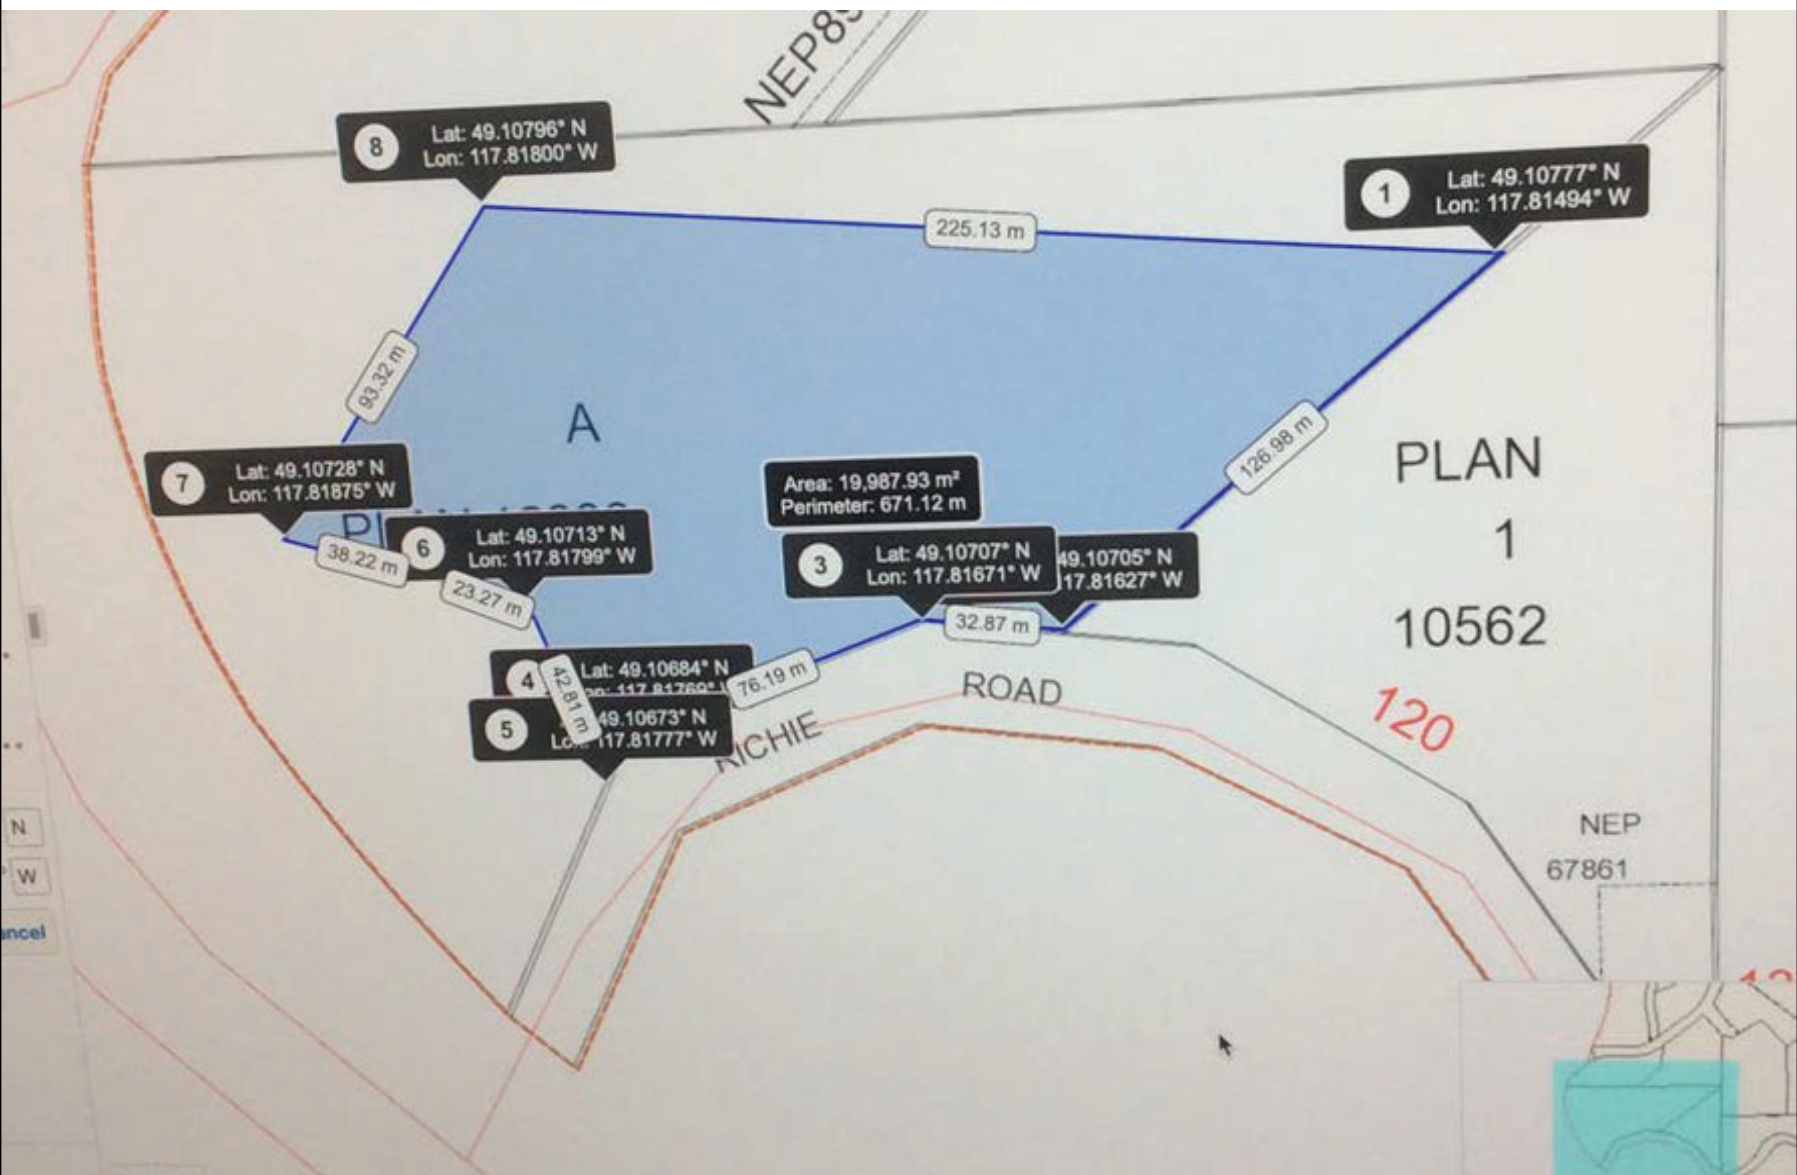 NEP89
8
Lat: 49.10796° N
Lon: 117.81800° W
1
Lat: 49.10777° N
Lon: 117.81494° W
225.13 m
93.32 m
A
126.98 m
PLAN
1
10562
7
Lat: 49.10728° N
Lon: 117.81875° W
Area: 19,987.93 m²
Perimeter: 671.12 m
6
Lat: 49.10713° N
Lon: 117.81799° W
3
Lat: 49.10707° N
Lon: 117.81671° W
49.10705° N
17.81627° W
38.22 m
23.27 m
32.87 m
4
Lat: 49.10684° N
76.19 m
42.81 m
5
49.10673° N
117.81777° W
RICHIE
ROAD
120
NEP
67861
N
W
ancel